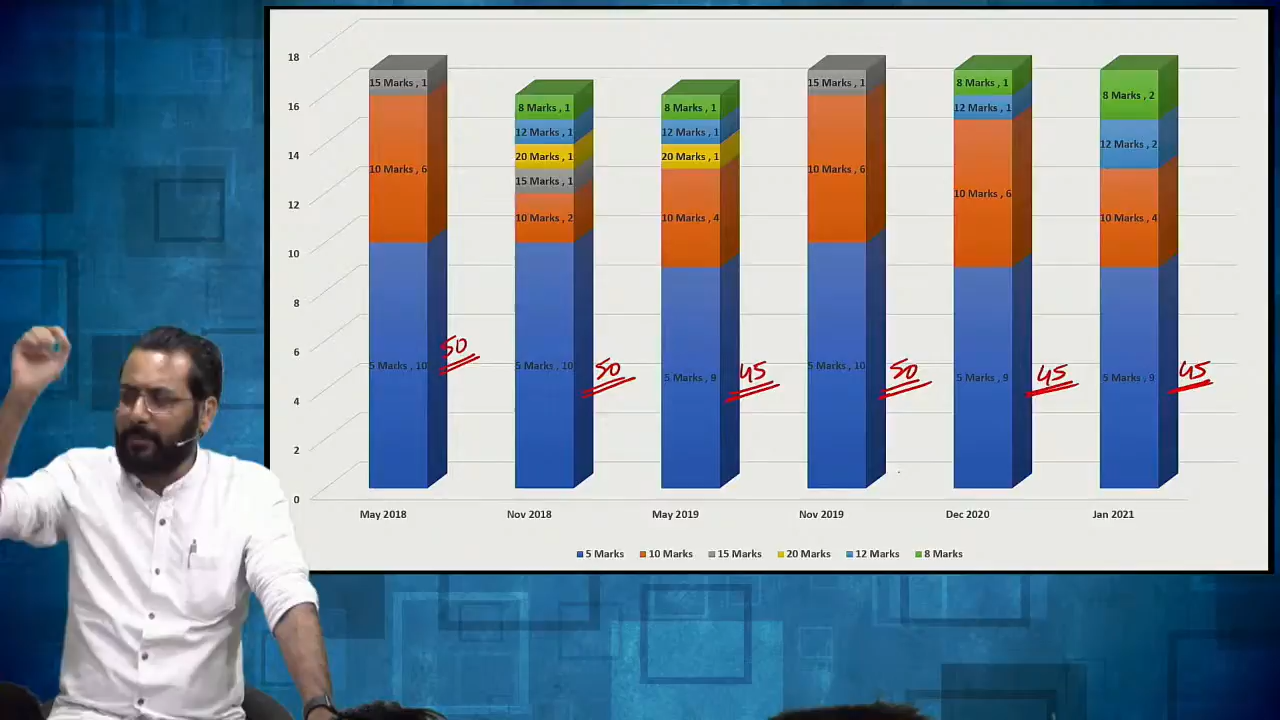 18
16
14
12
10
8
6
4
2
0
15 Marks , 1
10 Marks , 6
5 Marks , 10
50
8 Marks , 1
12 Marks , 1
20 Marks , 1
15 Marks , 1
10 Marks , 2
5 Marks , 10
50
8 Marks , 1
12 Marks , 1
20 Marks , 1
10 Marks , 4
5 Marks , 9
45
15 Marks , 1
10 Marks , 6
5 Marks , 10
50
8 Marks , 1
12 Marks , 1
10 Marks , 6
5 Marks , 9
45
8 Marks , 2
12 Marks , 2
10 Marks , 4
5 Marks , 9
45
May 2018 Nov 2018 May 2019 Nov 2019 Dec 2020 Jan 2021
5 Marks 10 Marks 15 Marks 20 Marks 12 Marks 8 Marks